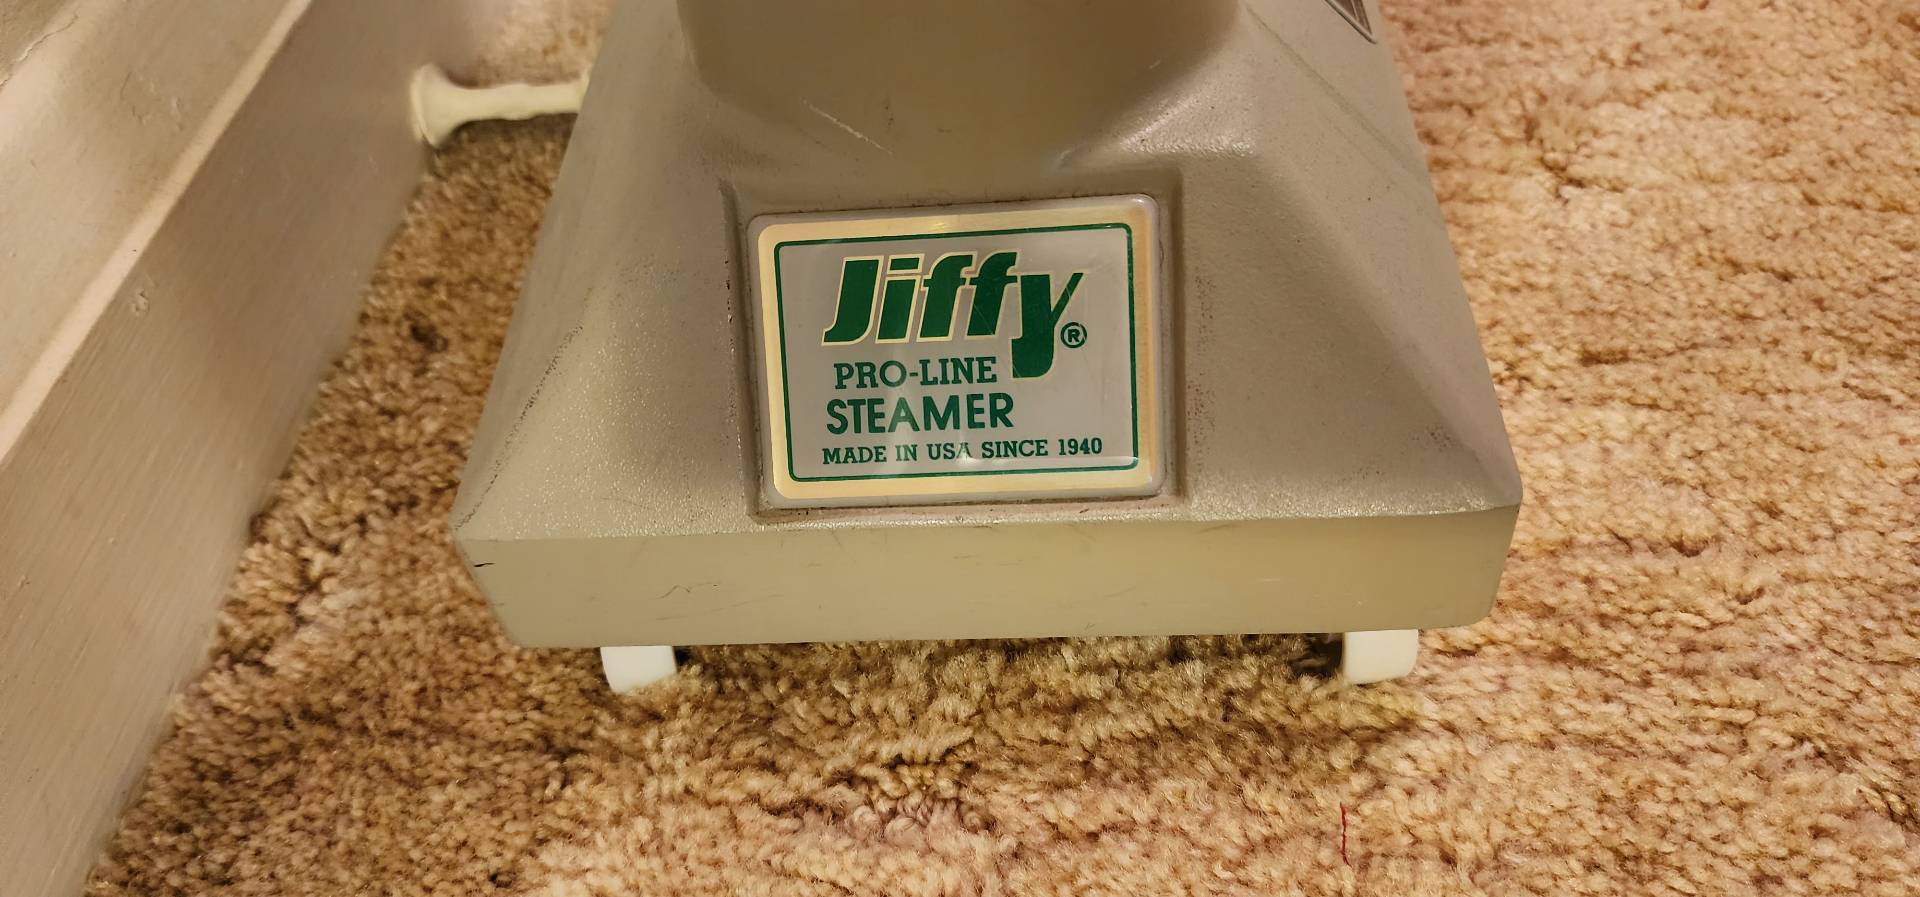 Jiffy®
PRO-LINE
STEAMER
MADE IN USA SINCE 1940